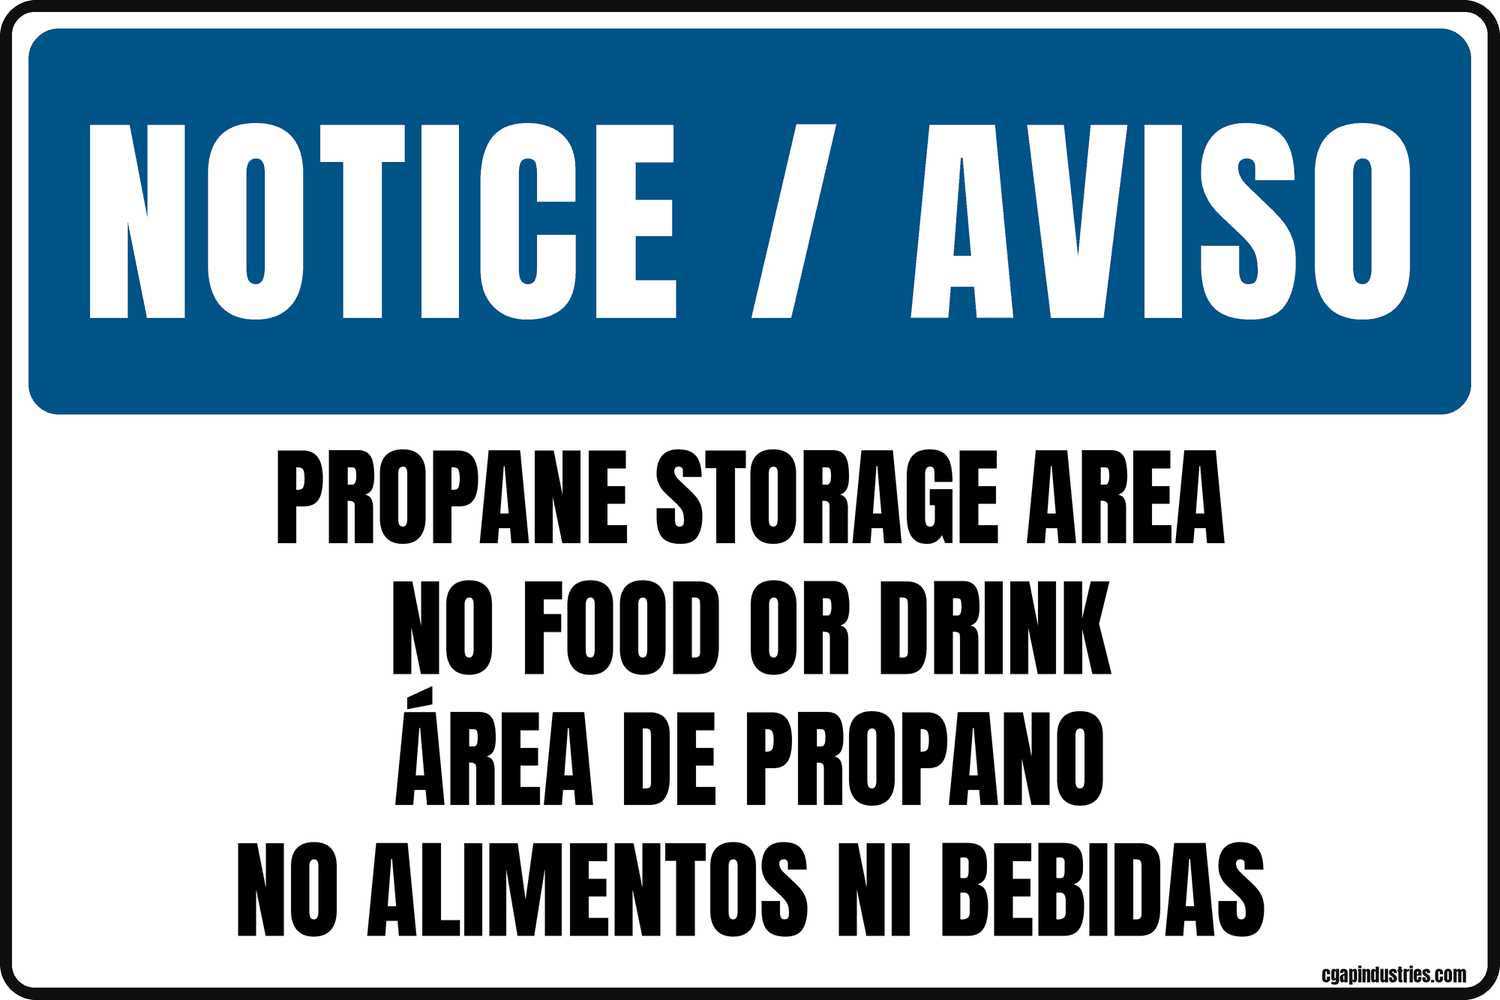 NOTICE / AVISO
PROPANE STORAGE AREA
NO FOOD OR DRINK
ÁREA DE PROPANO
NO ALIMENTOS NI BEBIDAS
cgapindustries.com